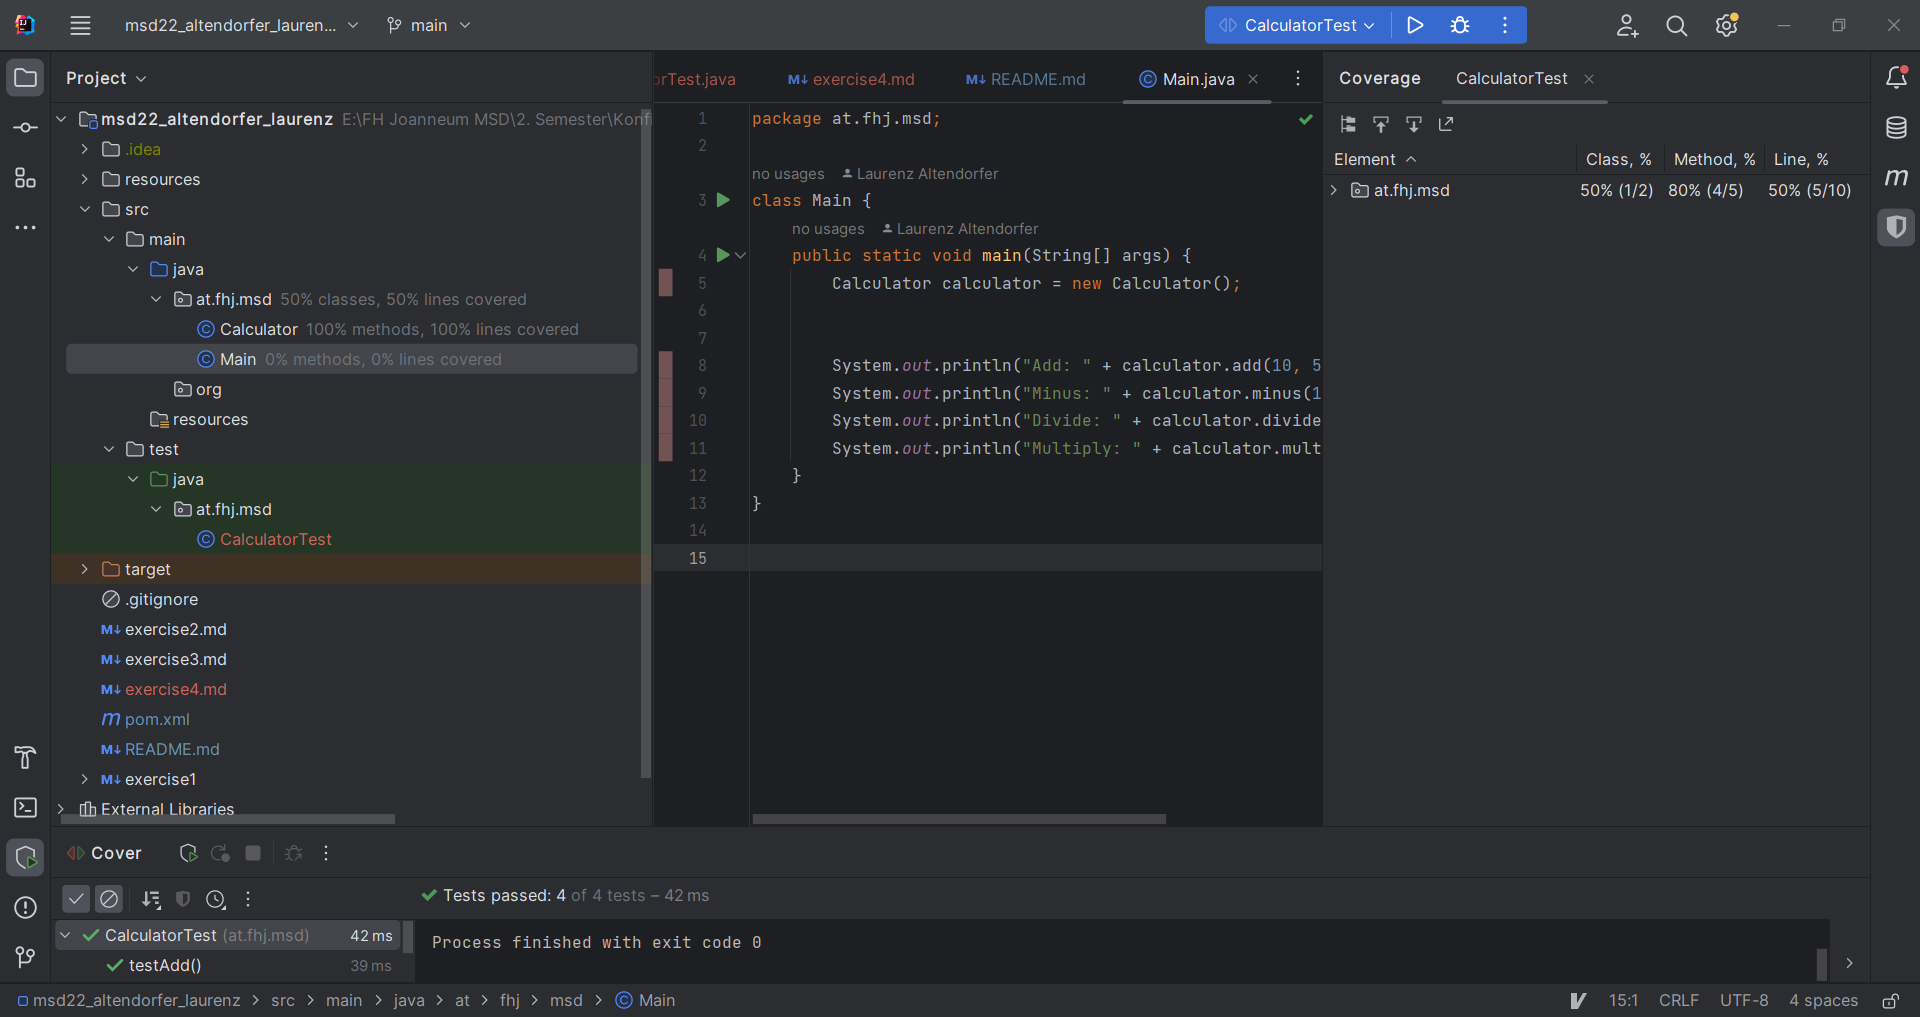 msd22_altendorfer_lauren... main CalculatorTest
Project
orTest.java exercise4.md README.md Main.java
Coverage CalculatorTest
msd22_altendorfer_laurenz E:\FH Joanneum MSD\2. Semester\Konf
.idea
resources
src
main
java
at.fhj.msd 50% classes, 50% lines covered
Calculator 100% methods, 100% lines covered
Main 0% methods, 0% lines covered
org
resources
test
java
at.fhj.msd
CalculatorTest
target
.gitignore
M↓ exercise2.md
M↓ exercise3.md
M↓ exercise4.md
m pom.xml
M↓ README.md
M↓ exercise1
External Libraries
1 package at.fhj.msd;
2
no usages Laurenz Altendorfer
3 class Main {
no usages Laurenz Altendorfer
4 public static void main(String[] args) {
5 Calculator calculator = new Calculator();
6
7
8 System.out.println("Add: " + calculator.add(10, 5
9 System.out.println("Minus: " + calculator.minus(1
10 System.out.println("Divide: " + calculator.divide
11 System.out.println("Multiply: " + calculator.mult
12 }
13 }
14
15
Element Class, % Method, % Line, %
at.fhj.msd 50% (1/2) 80% (4/5) 50% (5/10)
Cover
Tests passed: 4 of 4 tests – 42 ms
CalculatorTest (at.fhj.msd) 42 ms
testAdd() 39 ms
Process finished with exit code 0
msd22_altendorfer_laurenz > src > main > java > at > fhj > msd > Main
15:1 CRLF UTF-8 4 spaces